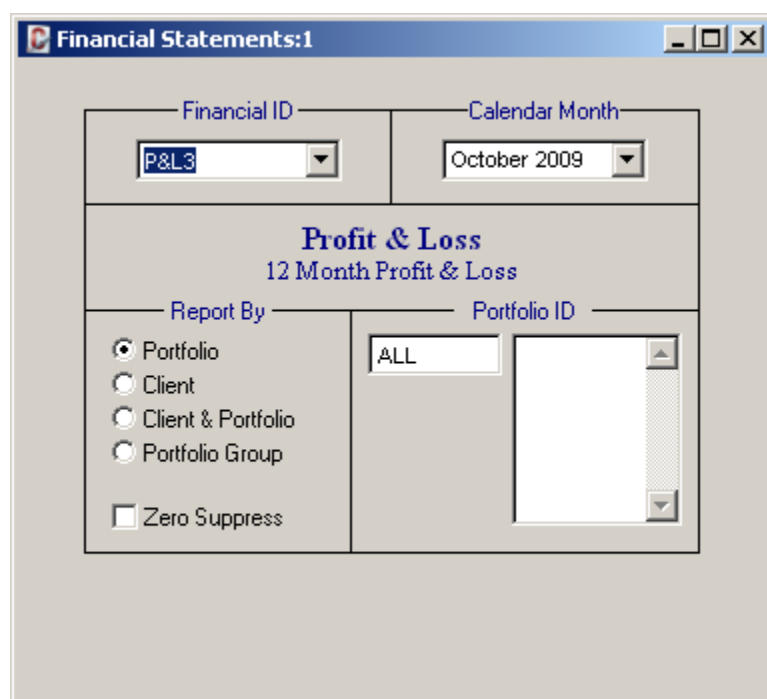 Financial Statements:1
Financial ID
Calendar Month
P&L3
October 2009
Profit & Loss
12 Month Profit & Loss
Report By
Portfolio ID
Portfolio
ALL
Client
Client & Portfolio
Portfolio Group
Zero Suppress